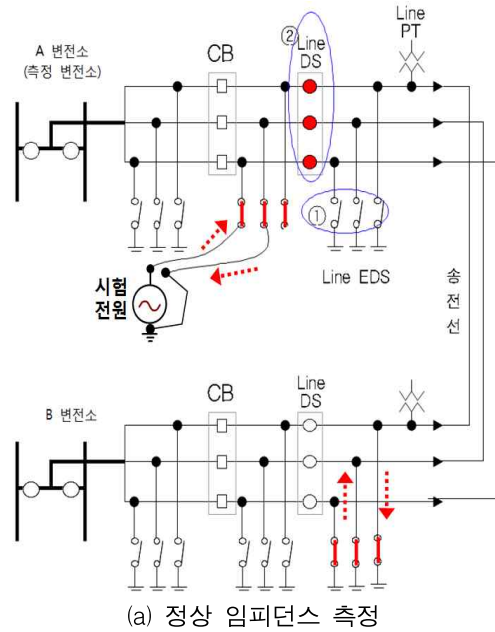 Line
PT
②
Line
DS
CB
A 변전소
(측정 변전소)
①
Line EDS
시험
전원
송
전
선
Line
DS
CB
B 변전소
(a) 정상 임피던스 측정